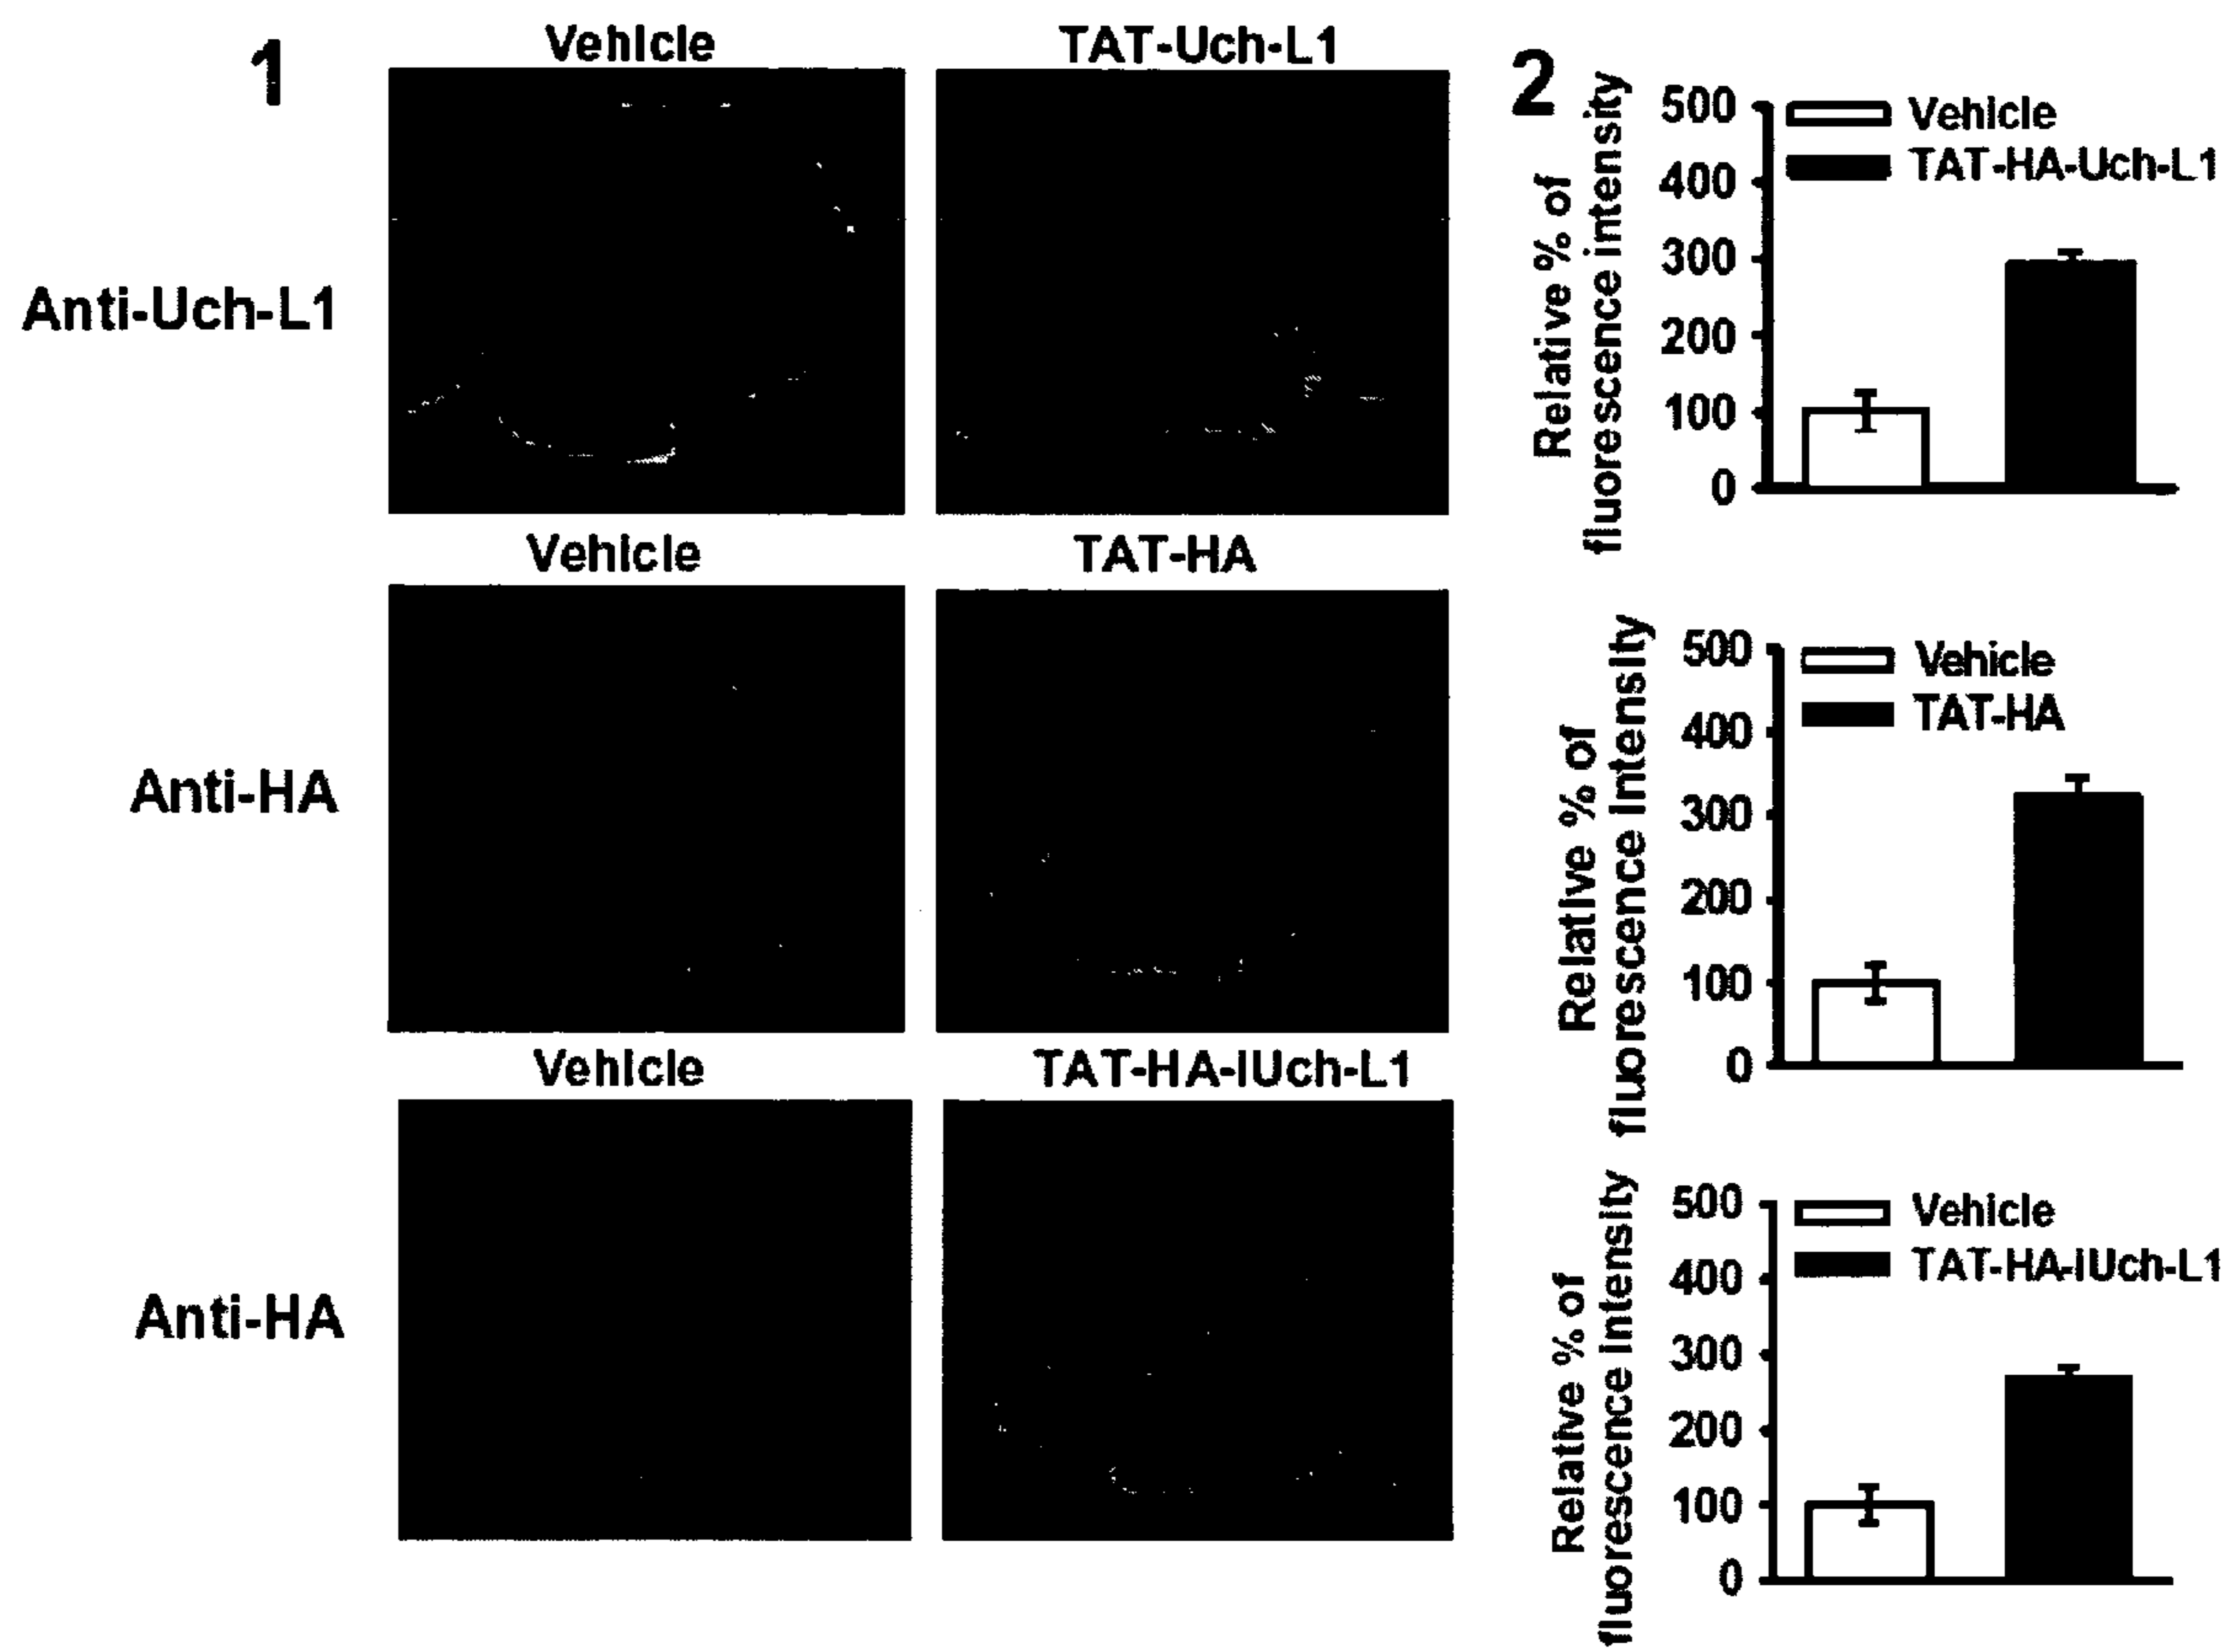 1
Vehicle
TAT-Uch-L1
Anti-Uch-L1
Vehicle
TAT-HA
Anti-HA
Vehicle
TAT-HA-iUch-L1
Anti-HA
2
Relative % of
fluorescence intensity
500
400
300
200
100
0
Vehicle
TAT-HA-Uch-L1
Relative % of
fluorescence intensity
500
400
300
200
100
0
Vehicle
TAT-HA
Relative % of
fluorescence intensity
500
400
300
200
100
0
Vehicle
TAT-HA-iUch-L1